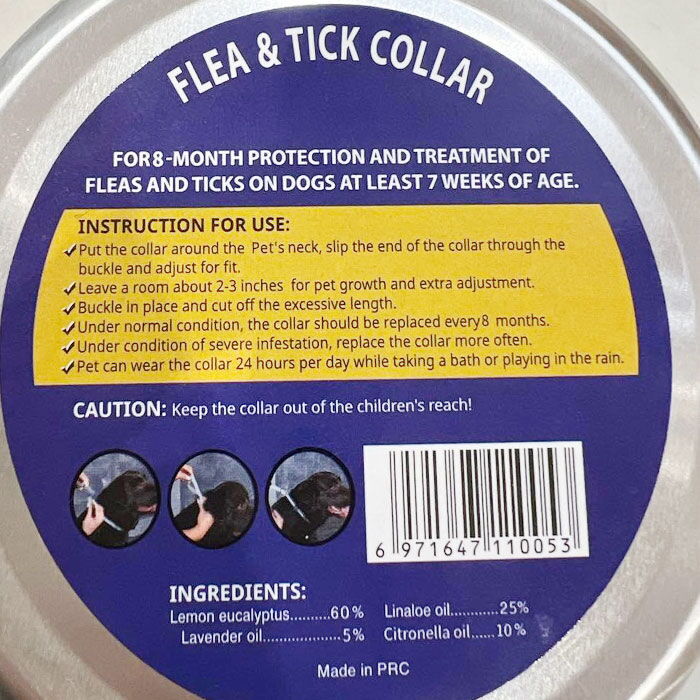 FLEA & TICK COLLAR
FOR 8-MONTH PROTECTION AND TREATMENT OF
FLEAS AND TICKS ON DOGS AT LEAST 7 WEEKS OF AGE.
INSTRUCTION FOR USE:
✓Put the collar around the Pet's neck, slip the end of the collar through the
buckle and adjust for fit.
✓Leave a room about 2-3 inches for pet growth and extra adjustment.
✓Buckle in place and cut off the excessive length.
✓Under normal condition, the collar should be replaced every8 months.
✓Under condition of severe infestation, replace the collar more often.
✓Pet can wear the collar 24 hours per day while taking a bath or playing in the rain.
CAUTION: Keep the collar out of the children's reach!
6 971647 110053
INGREDIENTS:
Lemon eucalyptus..........60% Linaloe oil............25%
Lavender oil....................5% Citronella oil......10%
Made in PRC